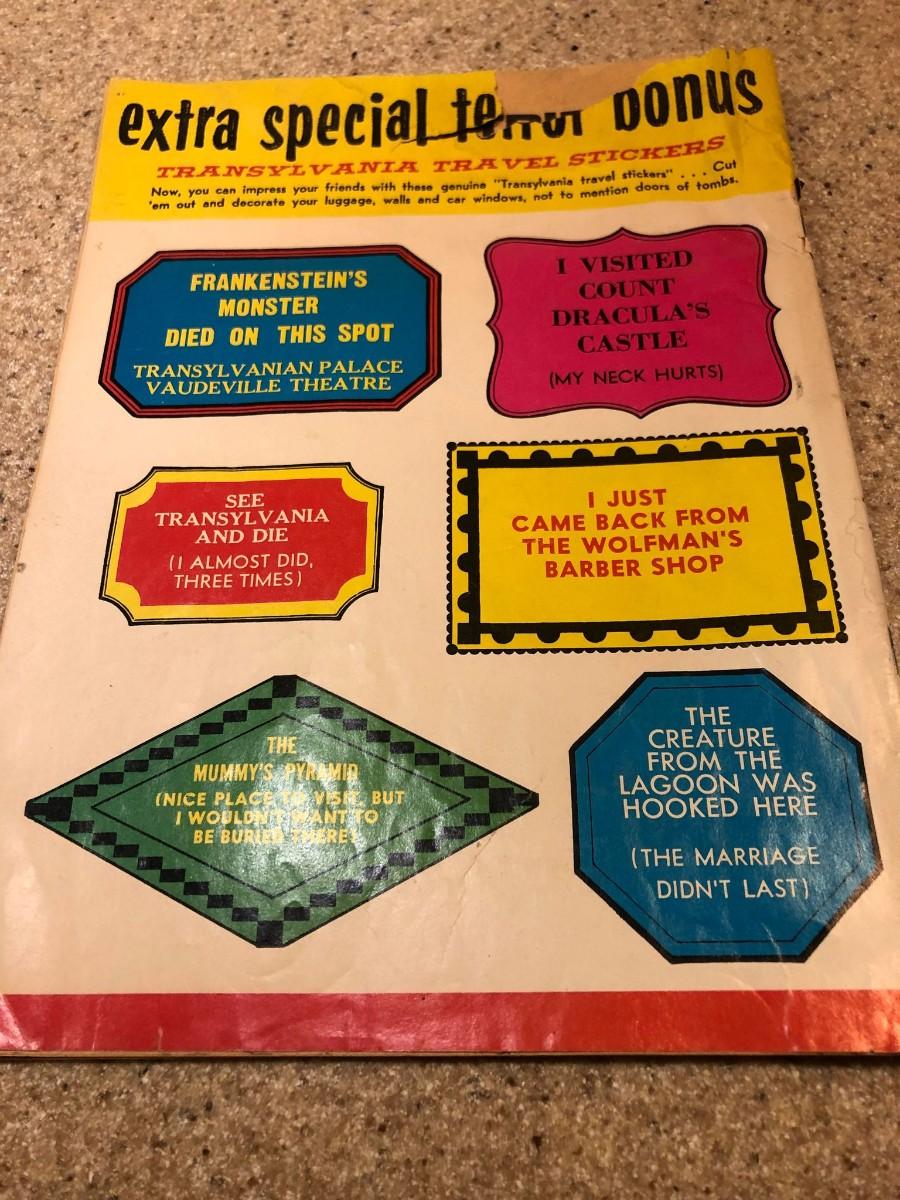 extra special terror bonus
TRANSYLVANIA TRAVEL STICKERS
Now, you can impress your friends with these genuine "Transylvania travel stickers" . . . Cut
'em out and decorate your luggage, walls and car windows, not to mention doors of tombs.
FRANKENSTEIN'S
MONSTER
DIED ON THIS SPOT
TRANSYLVANIAN PALACE
VAUDEVILLE THEATRE
I VISITED
COUNT
DRACULA'S
CASTLE
(MY NECK HURTS)
SEE
TRANSYLVANIA
AND DIE
(I ALMOST DID,
THREE TIMES)
I JUST
CAME BACK FROM
THE WOLFMAN'S
BARBER SHOP
THE
MUMMY'S PYRAMID
(NICE PLACE TO VISIT, BUT
I WOULDN'T WANT TO
BE BURIED THERE)
THE
CREATURE
FROM THE
LAGOON WAS
HOOKED HERE
(THE MARRIAGE
DIDN'T LAST)